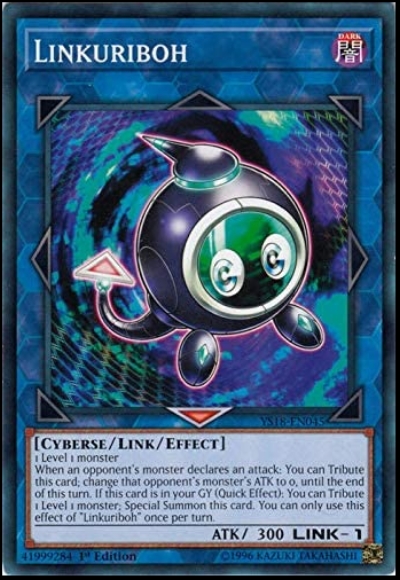 LINKURIBOH
DARK
闇
YS18-EN045
[CYBERSE/LINK/EFFECT]
1 Level 1 monster
When an opponent's monster declares an attack: You can Tribute
this card; change that opponent's monster's ATK to 0, until the end
of this turn. If this card is in your GY (Quick Effect): You can Tribute
1 Level 1 monster; Special Summon this card. You can only use this
effect of "Linkuriboh" once per turn.
ATK/ 300 LINK-1
41999284 1st Edition ©1996 KAZUKI TAKAHASHI